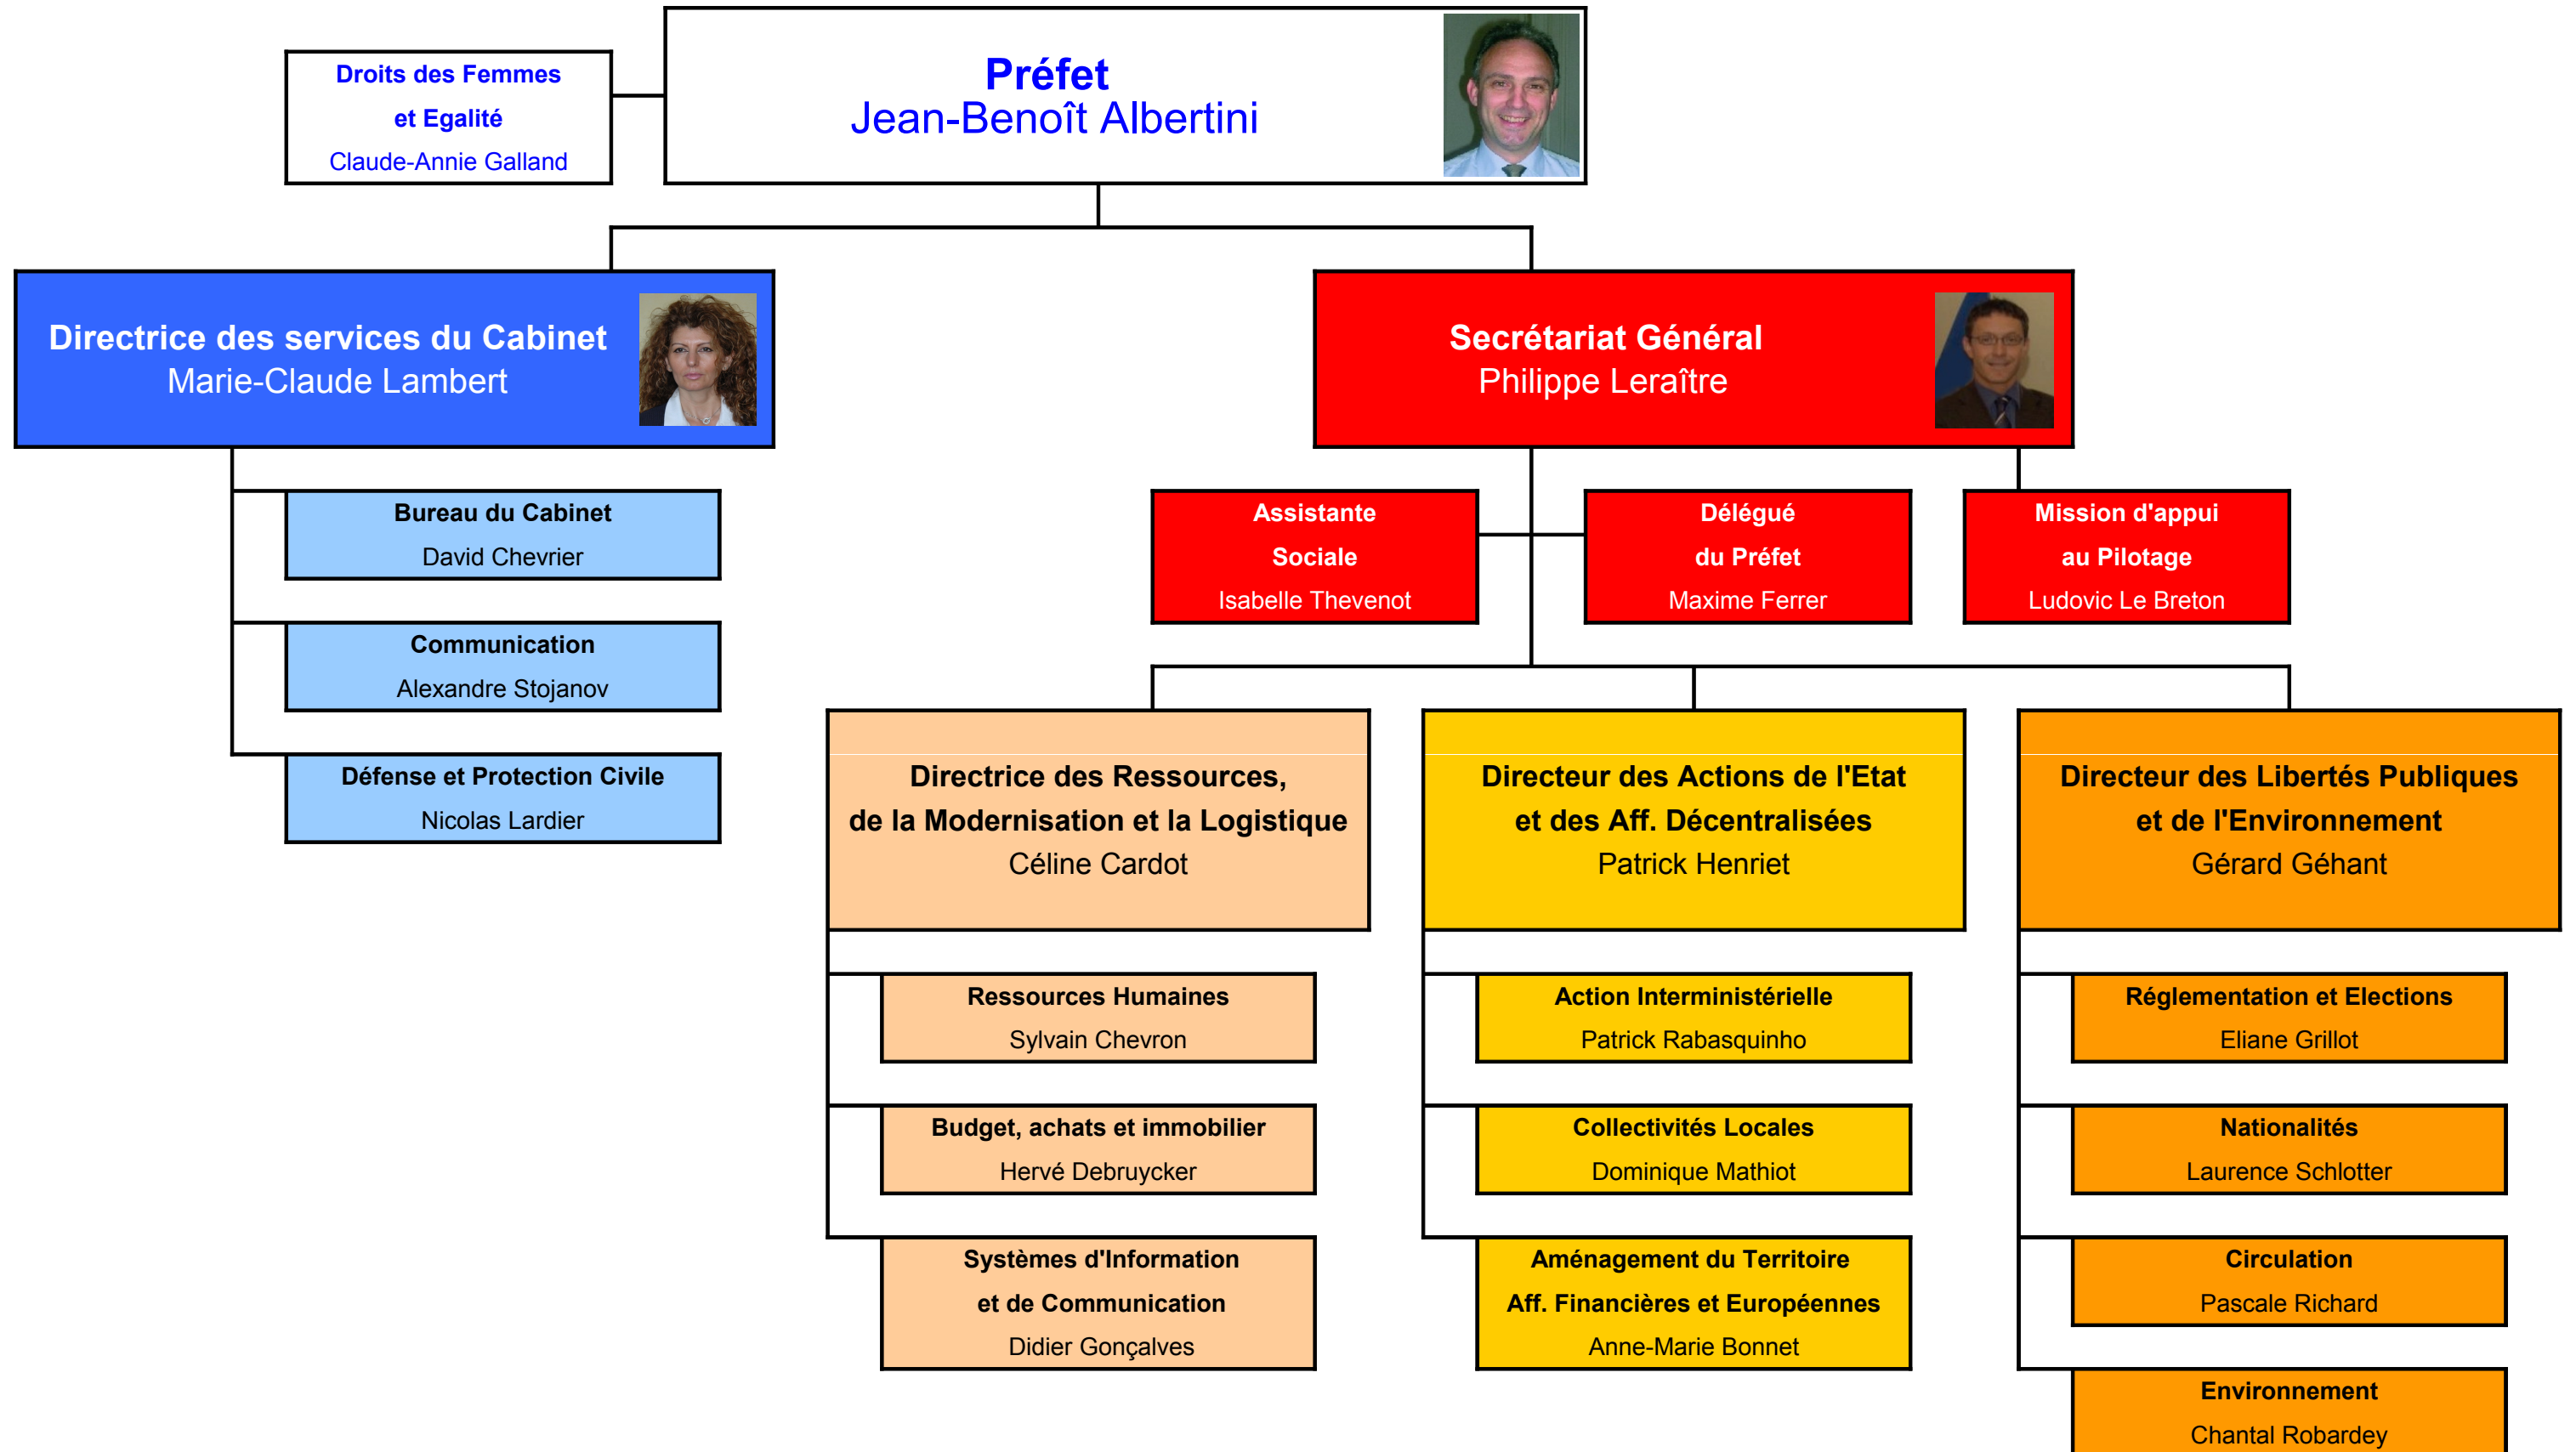 Droits des Femmes
et Egalité
Claude-Annie Galland
Préfet
Jean-Benoît Albertini
Directrice des services du Cabinet
Marie-Claude Lambert
Secrétariat Général
Philippe Leraître
Bureau du Cabinet
David Chevrier
Communication
Alexandre Stojanov
Défense et Protection Civile
Nicolas Lardier
Assistante
Sociale
Isabelle Thevenot
Délégué
du Préfet
Maxime Ferrer
Mission d'appui
au Pilotage
Ludovic Le Breton
Directrice des Ressources,
de la Modernisation et la Logistique
Céline Cardot
Ressources Humaines
Sylvain Chevron
Budget, achats et immobilier
Hervé Debruycker
Systèmes d'Information
et de Communication
Didier Gonçalves
Directeur des Actions de l'Etat
et des Aff. Décentralisées
Patrick Henriet
Action Interministérielle
Patrick Rabasquinho
Collectivités Locales
Dominique Mathiot
Aménagement du Territoire
Aff. Financières et Européennes
Anne-Marie Bonnet
Directeur des Libertés Publiques
et de l'Environnement
Gérard Géhant
Réglementation et Elections
Eliane Grillot
Nationalités
Laurence Schlotter
Circulation
Pascale Richard
Environnement
Chantal Robardey